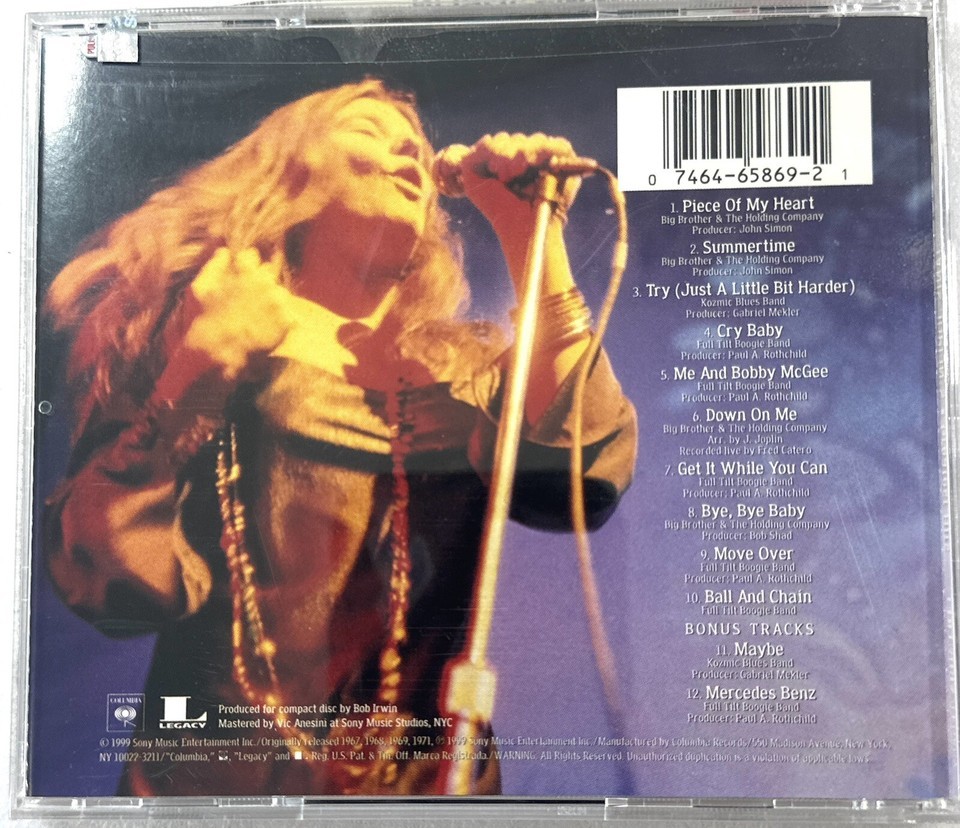 0 7464-65869-2 1
1. Piece Of My Heart
Big Brother & The Holding Company
Producer: John Simon
2. Summertime
Big Brother & The Holding Company
Producer: John Simon
3. Try (Just A Little Bit Harder)
Kozmic Blues Band
Producer: Gabriel Mekler
4. Cry Baby
Full Tilt Boogie Band
Producer: Paul A. Rothchild
5. Me And Bobby McGee
Full Tilt Boogie Band
Producer: Paul A. Rothchild
6. Down On Me
Big Brother & The Holding Company
Arr. by J. Joplin
Recorded live by Fred Catero
7. Get It While You Can
Full Tilt Boogie Band
Producer: Paul A. Rothchild
8. Bye, Bye Baby
Big Brother & The Holding Company
Producer: Bob Shad
9. Move Over
Full Tilt Boogie Band
Producer: Paul A. Rothchild
10. Ball And Chain
Full Tilt Boogie Band
BONUS TRACKS
11. Maybe
Kozmic Blues Band
Producer: Gabriel Mekler
12. Mercedes Benz
Full Tilt Boogie Band
Producer: Paul A. Rothchild
COLUMBIA
L
LEGACY
Produced for compact disc by Bob Irwin
Mastered by Vic Anesini at Sony Music Studios, NYC
© 1999 Sony Music Entertainment Inc./Originally released 1967, 1968, 1969, 1971, ℗ 1999 Sony Music Entertainment Inc./Manufactured by Columbia Records/550 Madison Avenue, New York,
NY 10022-3211/"Columbia," "Legacy" and Reg. U.S. Pat. & Tm. Off. Marca Registrada./WARNING: All Rights Reserved. Unauthorized duplication is a violation of applicable laws.